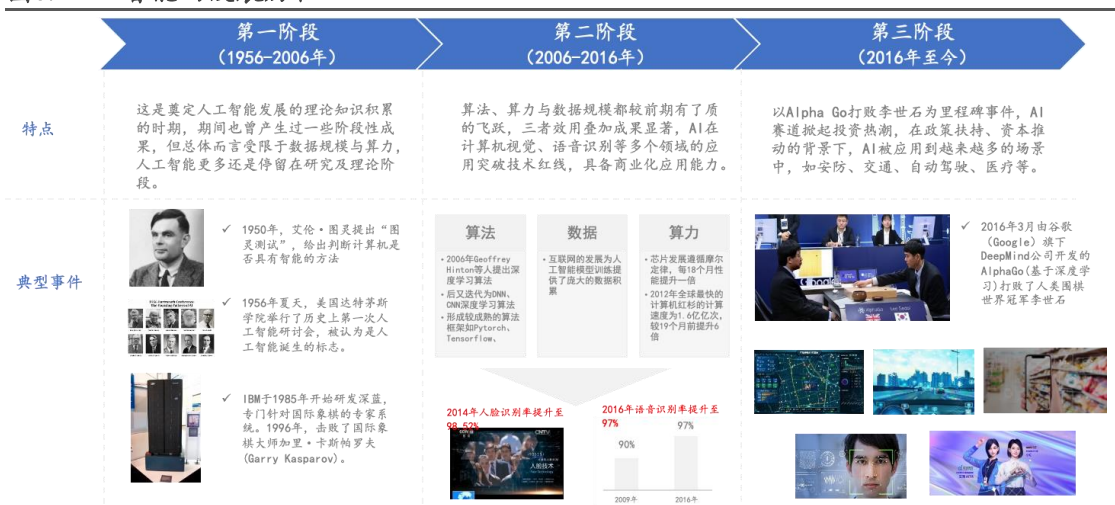 第一阶段
（1956-2006年）
第二阶段
（2006-2016年）
第三阶段
（2016年至今）
特点
这是奠定人工智能发展的理论知识积累
的时期，期间也曾产生过一些阶段性成
果，但总体而言受限于数据规模与算力，
人工智能更多还是停留在研究及理论阶
段。
算法、算力与数据规模都较前期有了质
的飞跃，三者效用叠加成果显著，AI在
计算机视觉、语音识别等多个领域的应
用突破技术红线，具备商业化应用能力。
以Alpha Go打败李世石为里程碑事件，AI
赛道掀起投资热潮，在政策扶持、资本推
动的背景下，AI被应用到越来越多的场景
中，如安防、交通、自动驾驶、医疗等。
典型事件
✓ 1950年，艾伦·图灵提出“图
灵测试”，给出判断计算机是
否具有智能的方法
✓ 1956年夏天，美国达特茅斯
学院举行了历史上第一次人
工智能研讨会，被认为是人
工智能诞生的标志。
✓ IBM于1985年开始研发深蓝，
专门针对国际象棋的专家系
统。1996年，击败了国际象
棋大师加里·卡斯帕罗夫
(Garry Kasparov)。
算法
•2006年Geoffrey
Hinton等人提出深
度学习算法
•后又迭代为DNN、
CNN深度学习算法
•形成较成熟的算法
框架如Pytorch、
Tensorflow、
数据
•互联网的发展为人
工智能模型训练提
供了庞大的数据积
累
算力
•芯片发展遵循摩尔
定律，每18个月性
能提升一倍
•2012年全球最快的
计算机红杉的计算
速度为1.6亿亿次，
较19个月前提升6
倍
2014年人脸识别率提升至
98.52%
人脸技术
2016年语音识别率提升至
97%
90%
97%
2009年
2016年
✓ 2016年3月由谷歌
（Google）旗下
DeepMind公司开发的
AlphaGo(基于深度学
习)打败了人类围棋
世界冠军李世石